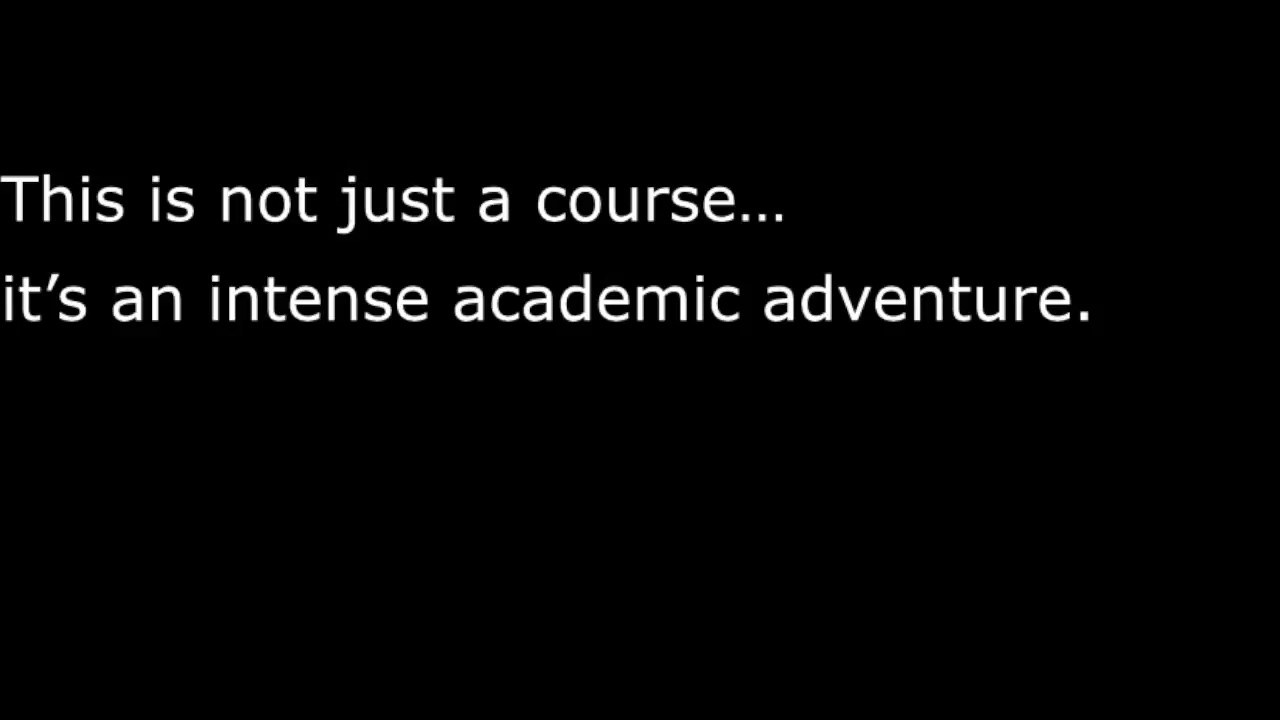 This is not just a course…
it’s an intense academic adventure.